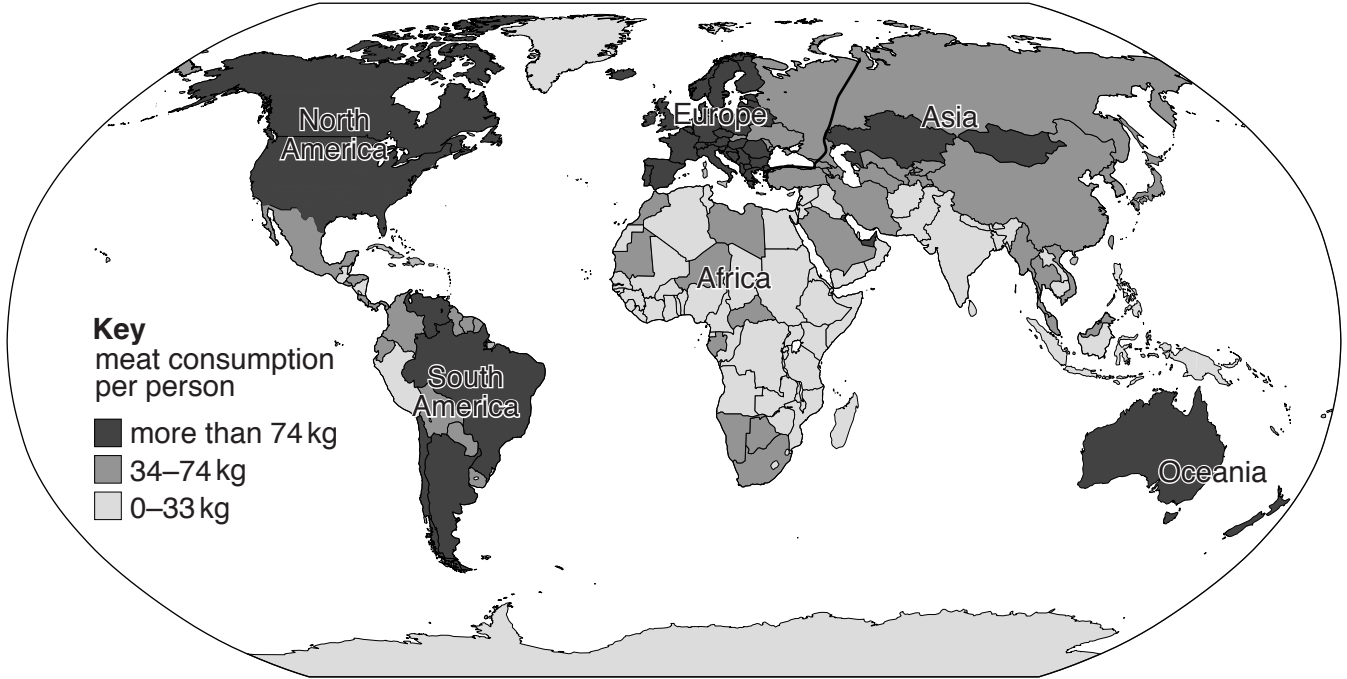 North
America
Europe
Asia
Africa
South
America
Oceania
Key
meat consumption
per person
more than 74 kg
34–74 kg
0–33 kg